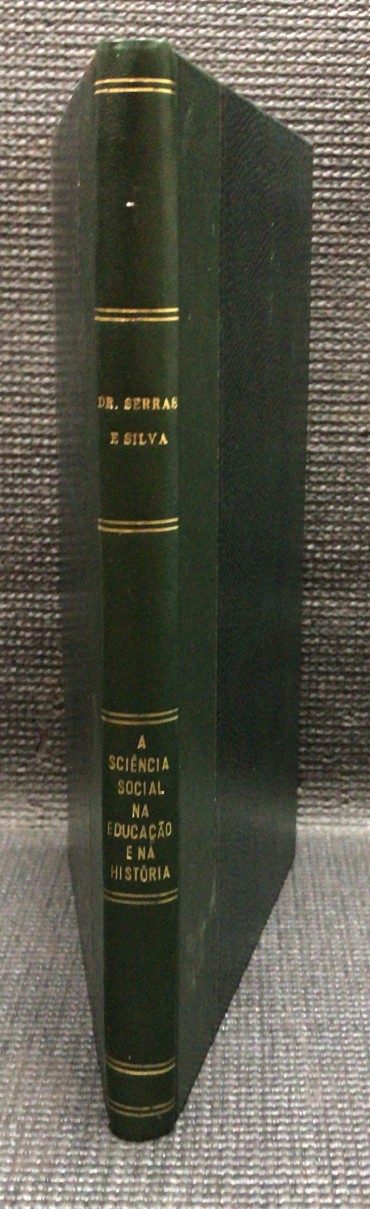 DR. SERRAS
E SILVA
A
SCIÊNCIA
SOCIAL
NA
EDUCAÇÃO
E NA
HISTÓRIA